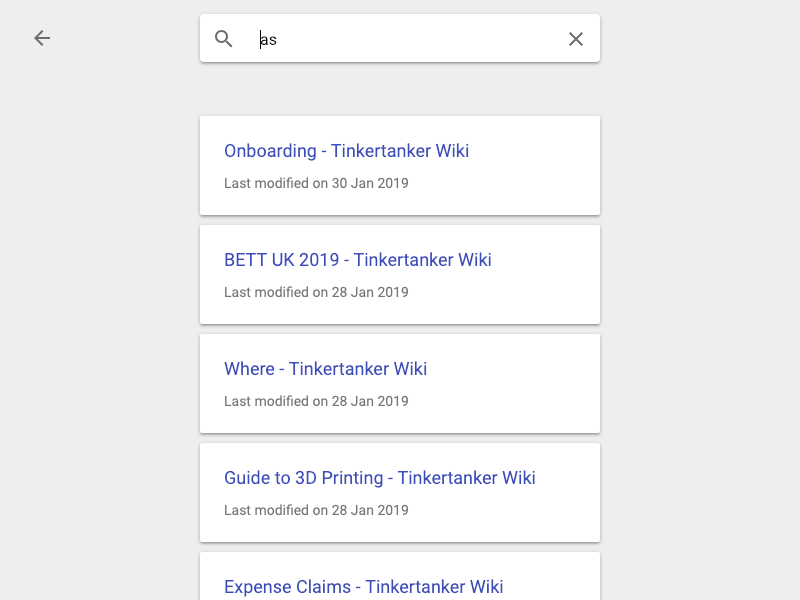 as
Onboarding - Tinkertanker Wiki
Last modified on 30 Jan 2019
BETT UK 2019 - Tinkertanker Wiki
Last modified on 28 Jan 2019
Where - Tinkertanker Wiki
Last modified on 28 Jan 2019
Guide to 3D Printing - Tinkertanker Wiki
Last modified on 28 Jan 2019
Expense Claims - Tinkertanker Wiki